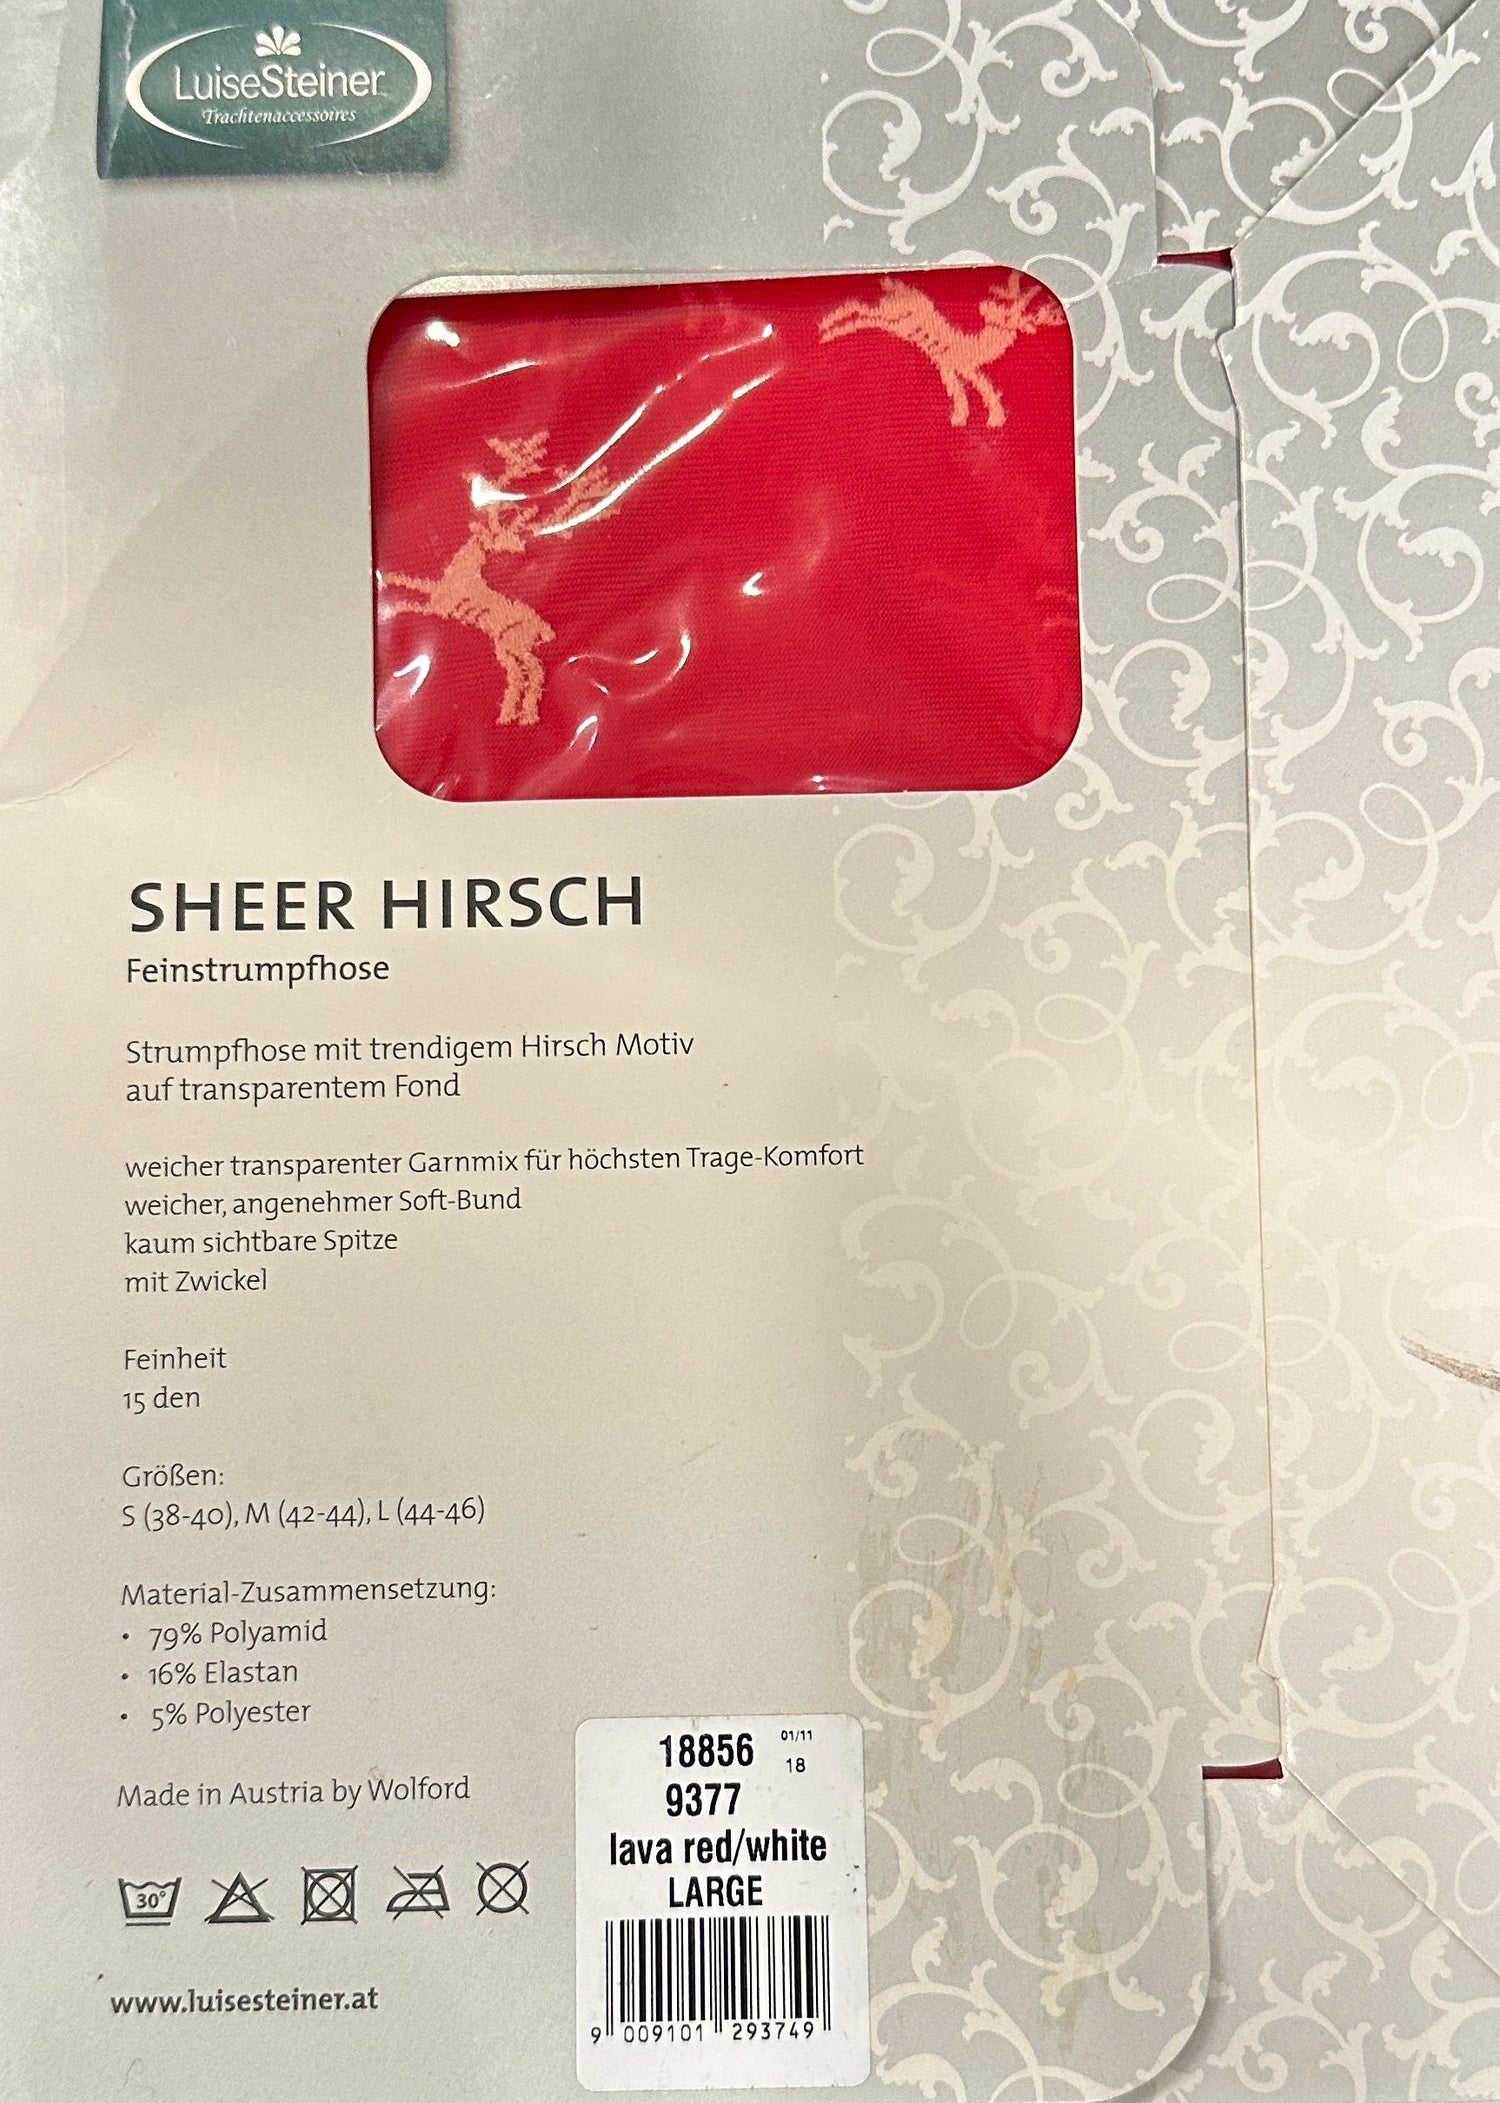 LuiseSteiner
Trachtenaccessoires
SHEER HIRSCH
Feinstrumpfhose
Strumpfhose mit trendigem Hirsch Motiv
auf transparentem Fond
weicher transparenter Garnmix für höchsten Trage-Komfort
weicher, angenehmer Soft-Bund
kaum sichtbare Spitze
mit Zwickel
Feinheit
15 den
Größen:
S (38-40), M (42-44), L (44-46)
Material-Zusammensetzung:
• 79% Polyamid
• 16% Elastan
• 5% Polyester
Made in Austria by Wolford
30°
www.luisesteiner.at
18856 01/11
18
9377
lava red/white
LARGE
9 009101 293749